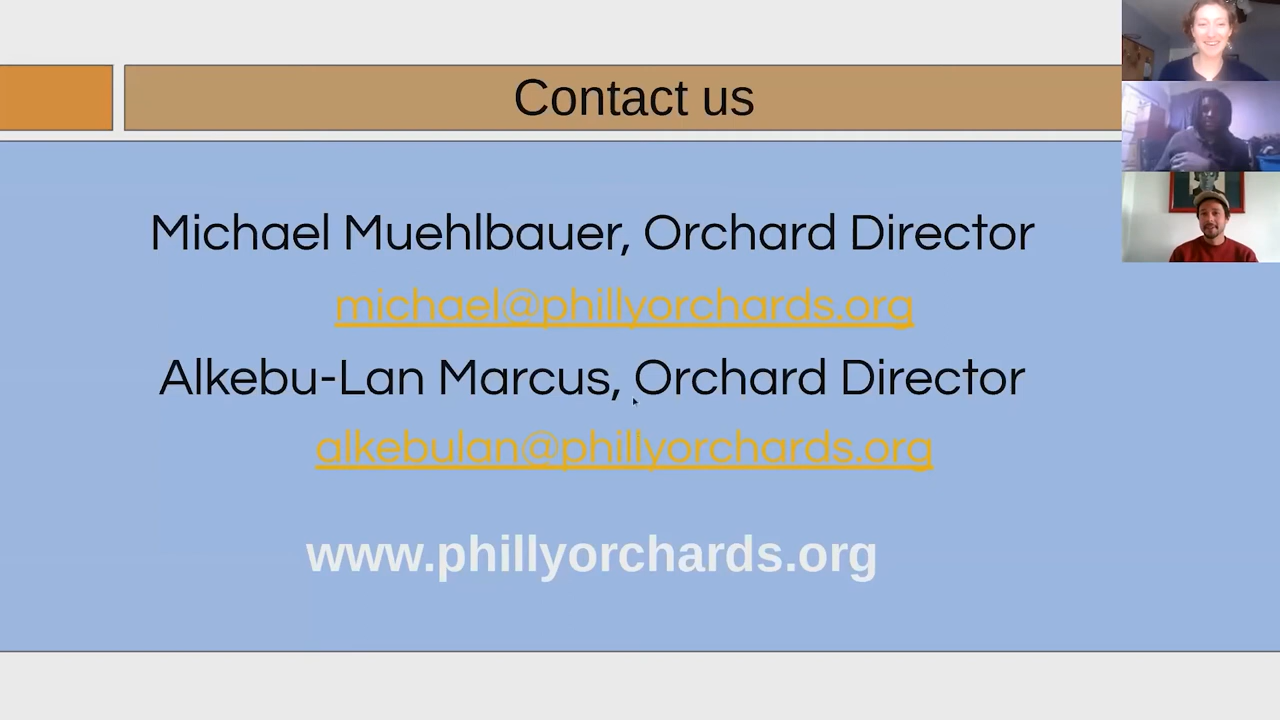 Contact us
Michael Muehlbauer, Orchard Director
michael@phillyorchards.org
Alkebu-Lan Marcus, Orchard Director
alkebulan@phillyorchards.org
www.phillyorchards.org